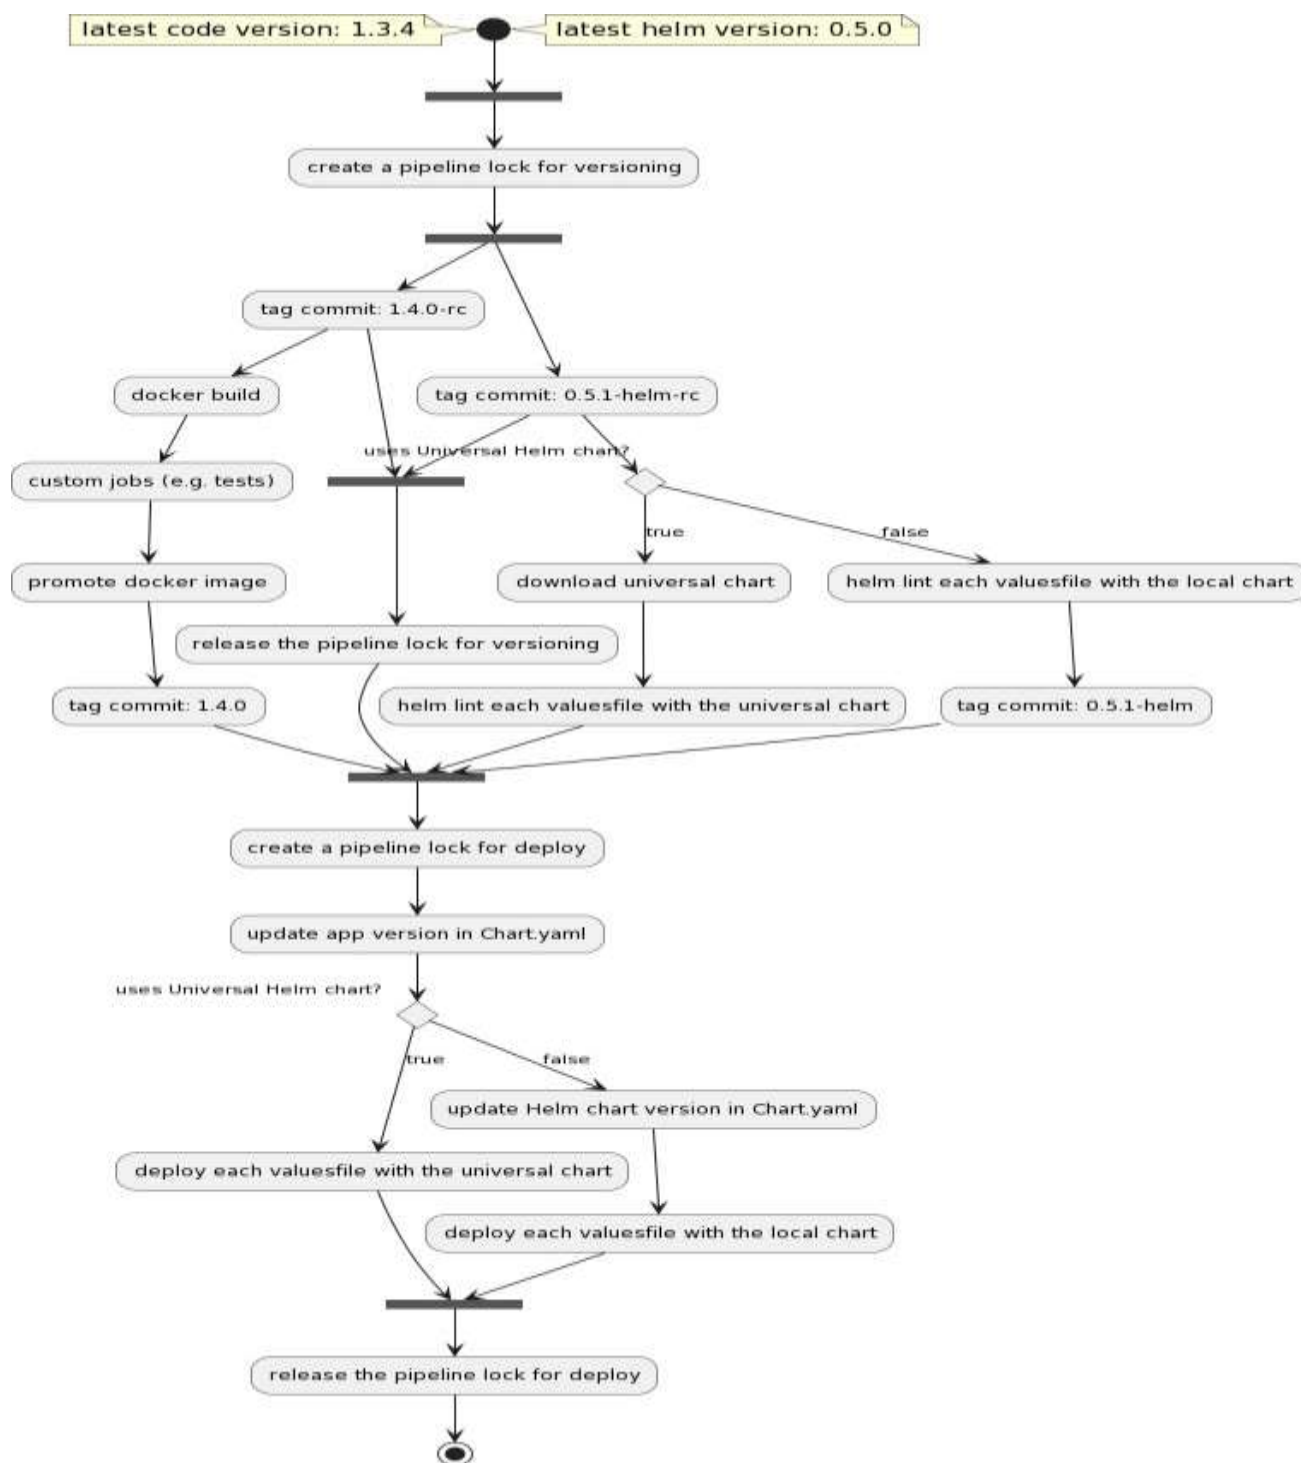 latest code version: 1.3.4
latest helm version: 0.5.0
create a pipeline lock for versioning
tag commit: 1.4.0-rc
docker build
tag commit: 0.5.1-helm-rc
uses Universal Helm chart?
custom jobs (e.g. tests)
true
false
promote docker image
download universal chart
helm lint each valuesfile with the local chart
release the pipeline lock for versioning
tag commit: 1.4.0
helm lint each valuesfile with the universal chart
tag commit: 0.5.1-helm
create a pipeline lock for deploy
update app version in Chart.yaml
uses Universal Helm chart?
true
false
update Helm chart version in Chart.yaml
deploy each valuesfile with the universal chart
deploy each valuesfile with the local chart
release the pipeline lock for deploy